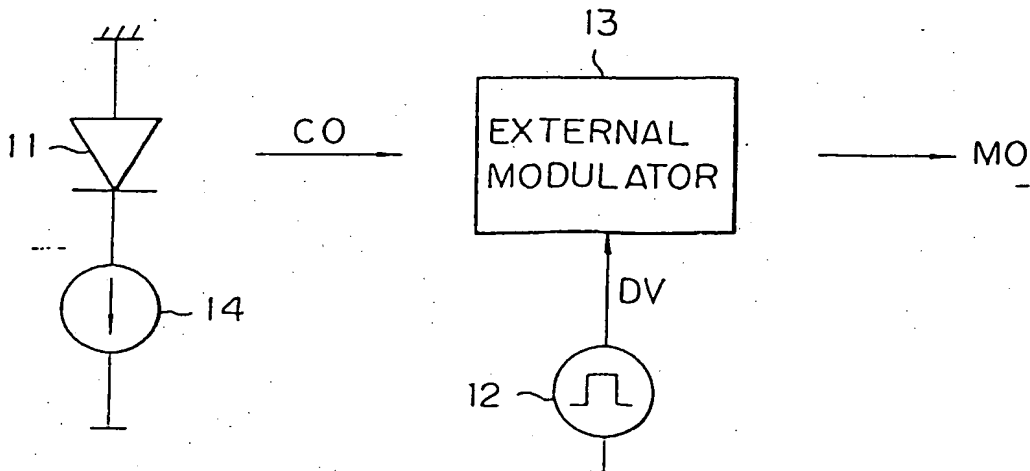 13
11
CO
EXTERNAL
MODULATOR
MO
DV
14
12